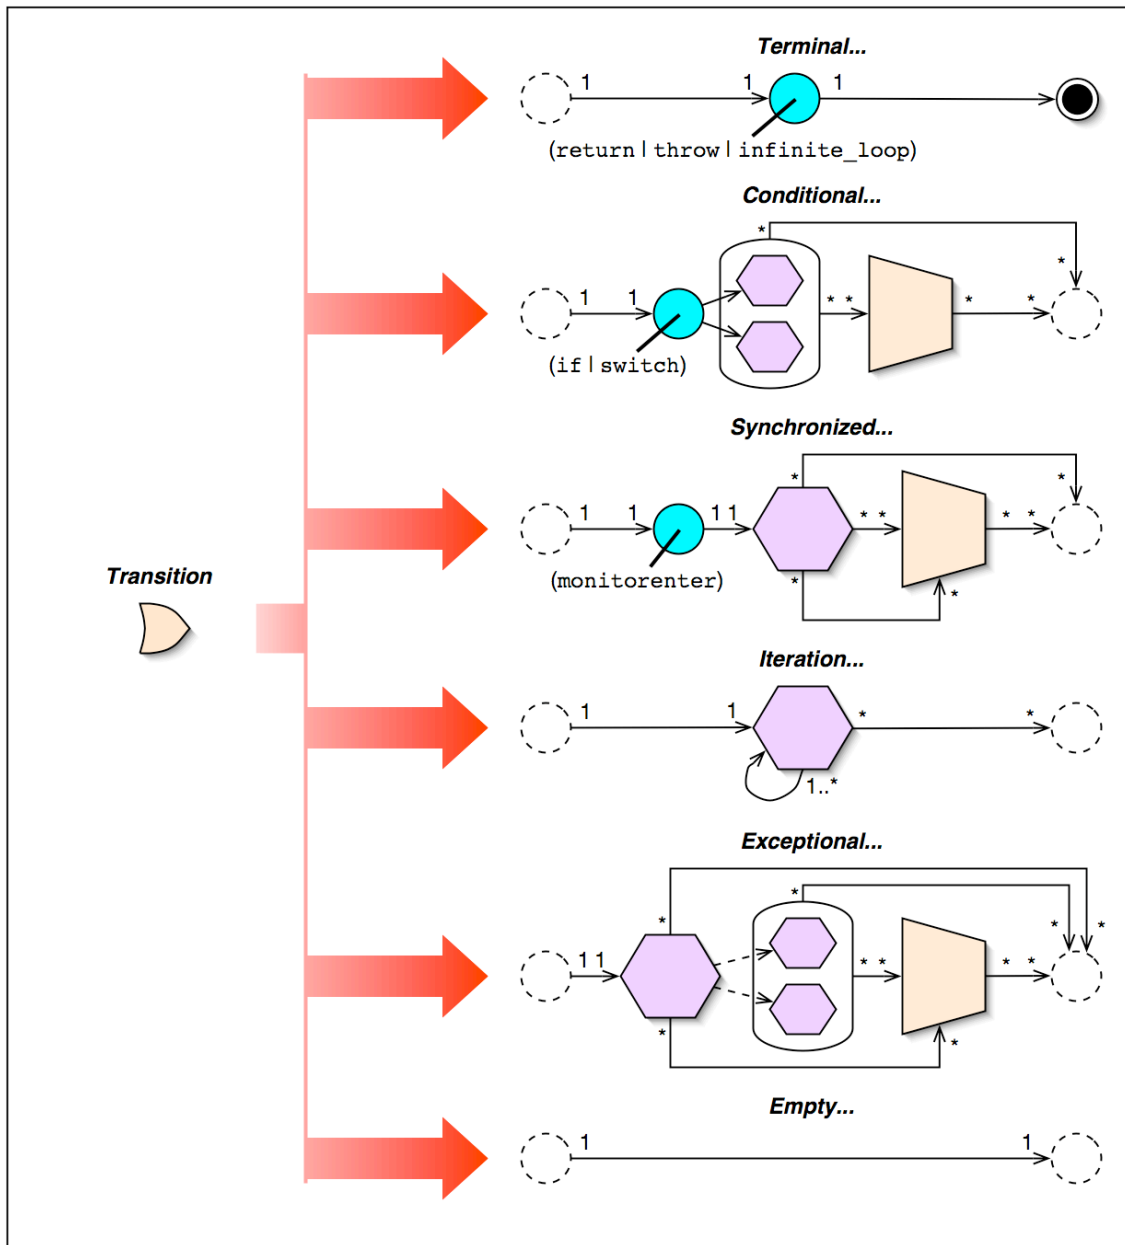 Terminal...
1 1 1
(return|throw|infinite_loop)
Conditional...
* *
1 1 * * * *
(if|switch)
Synchronized...
* *
1 1 1 1 * * * *
(monitorenter)
* *
Transition
Iteration...
1 1 * *
1..*
Exceptional...
*
* * *
1 1 * * * *
* *
Empty...
1 1